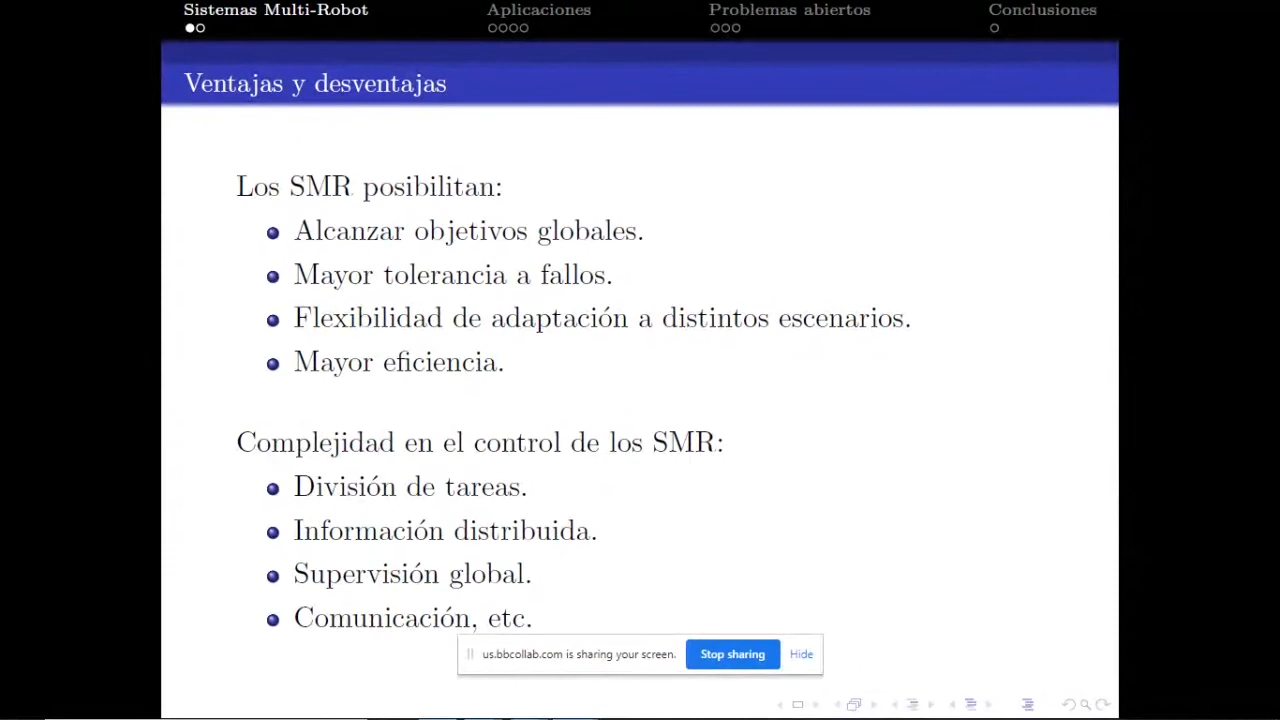 Sistemas Multi-Robot Aplicaciones Problemas abiertos Conclusiones
Ventajas y desventajas
Los SMR posibilitan:
Alcanzar objetivos globales.
Mayor tolerancia a fallos.
Flexibilidad de adaptación a distintos escenarios.
Mayor eficiencia.
Complejidad en el control de los SMR:
División de tareas.
Información distribuida.
Supervisión global.
Comunicación, etc.
us.bbcollab.com is sharing your screen. Stop sharing Hide